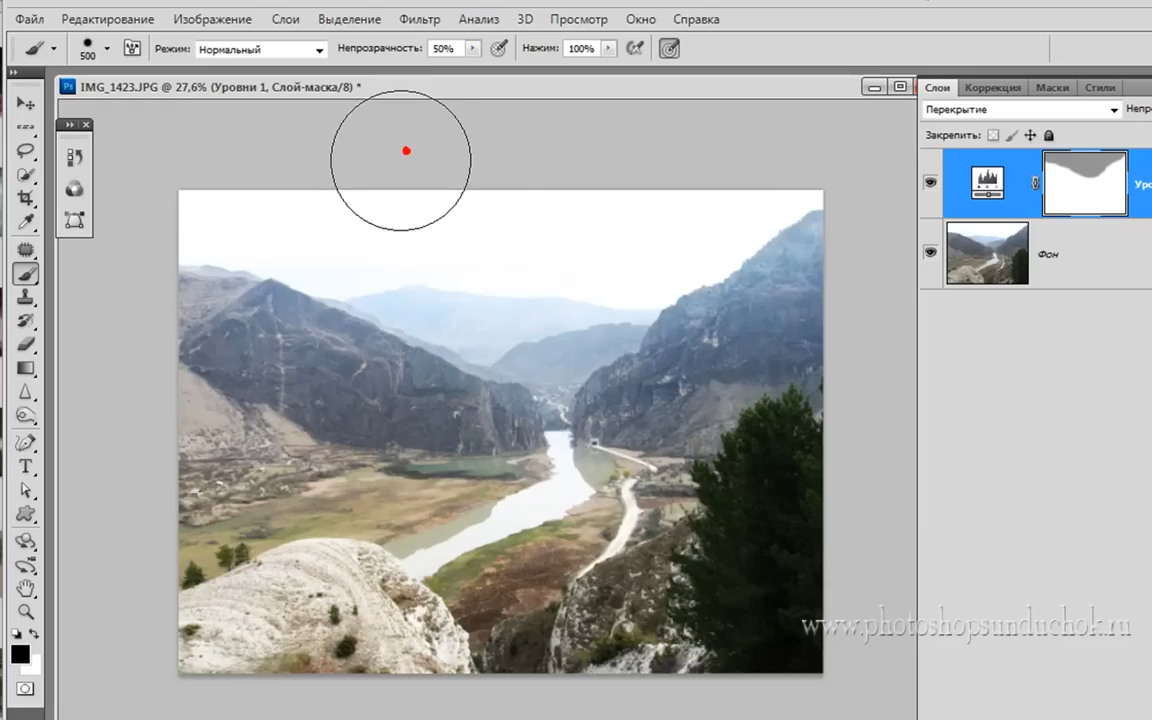 Файл Редактирование Изображение Слои Выделение Фильтр Анализ 3D Просмотр Окно Справка
500 Режим: Нормальный Непрозрачность: 50% Нажим: 100%
Ps IMG_1423.JPG @ 27,6% (Уровни 1, Слой-маска/8) *
Слои Коррекция Маски Стили
Перекрытие Непро
Закрепить:
Уро
Фон
T
www.photoshopsunduchok.ru